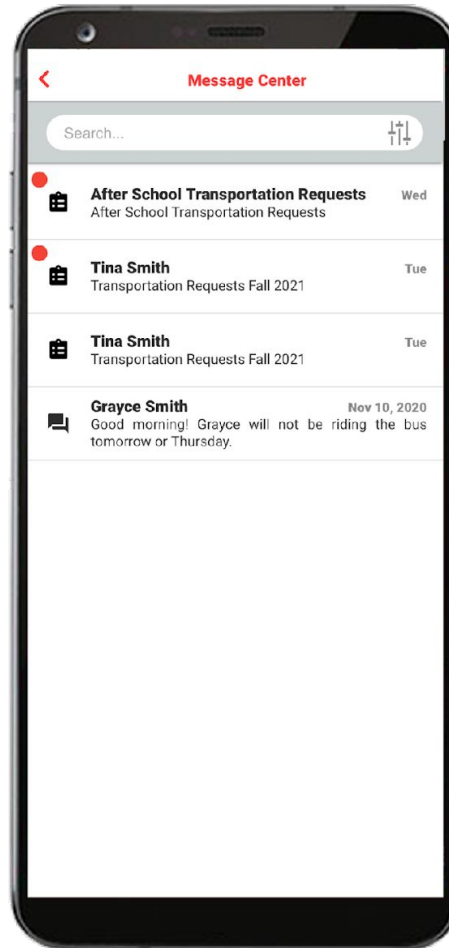 Message Center
Search...
After School Transportation Requests Wed
After School Transportation Requests
Tina Smith Tue
Transportation Requests Fall 2021
Tina Smith Tue
Transportation Requests Fall 2021
Grayce Smith Nov 10, 2020
Good morning! Grayce will not be riding the bus
tomorrow or Thursday.